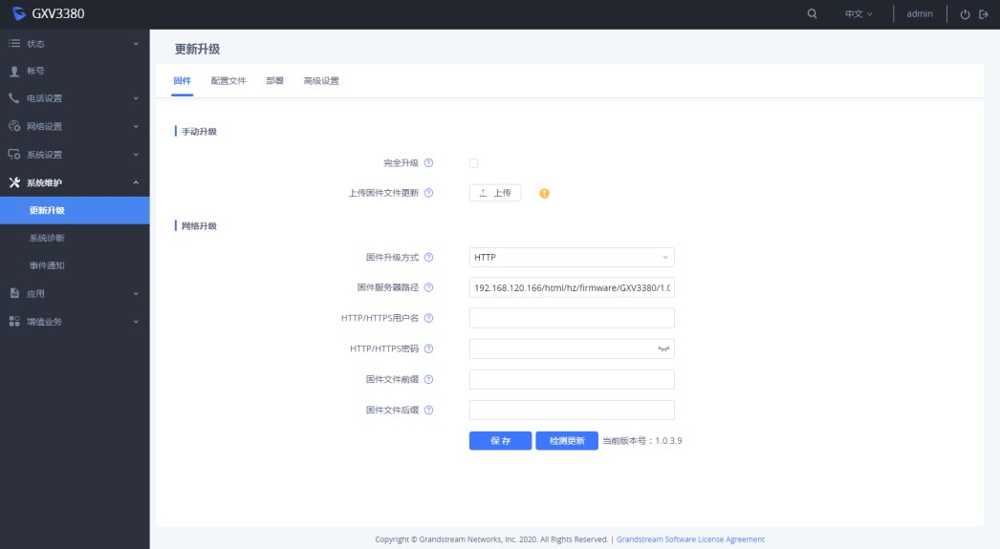 GXV3380
中文
admin
状态
帐号
电话设置
网络设置
系统设置
系统维护
更新升级
系统诊断
事件通知
应用
增值业务
更新升级
固件 配置文件 部署 高级设置
手动升级
完全升级
上传固件文件更新 上传
网络升级
固件升级方式 HTTP
固件服务器路径 192.168.120.166/html/hz/firmware/GXV3380/1.0
HTTP/HTTPS用户名
HTTP/HTTPS密码
固件文件前缀
固件文件后缀
保存 检测更新 当前版本号：1.0.3.9
Copyright © Grandstream Networks, Inc. 2020. All Rights Reserved. | Grandstream Software License Agreement